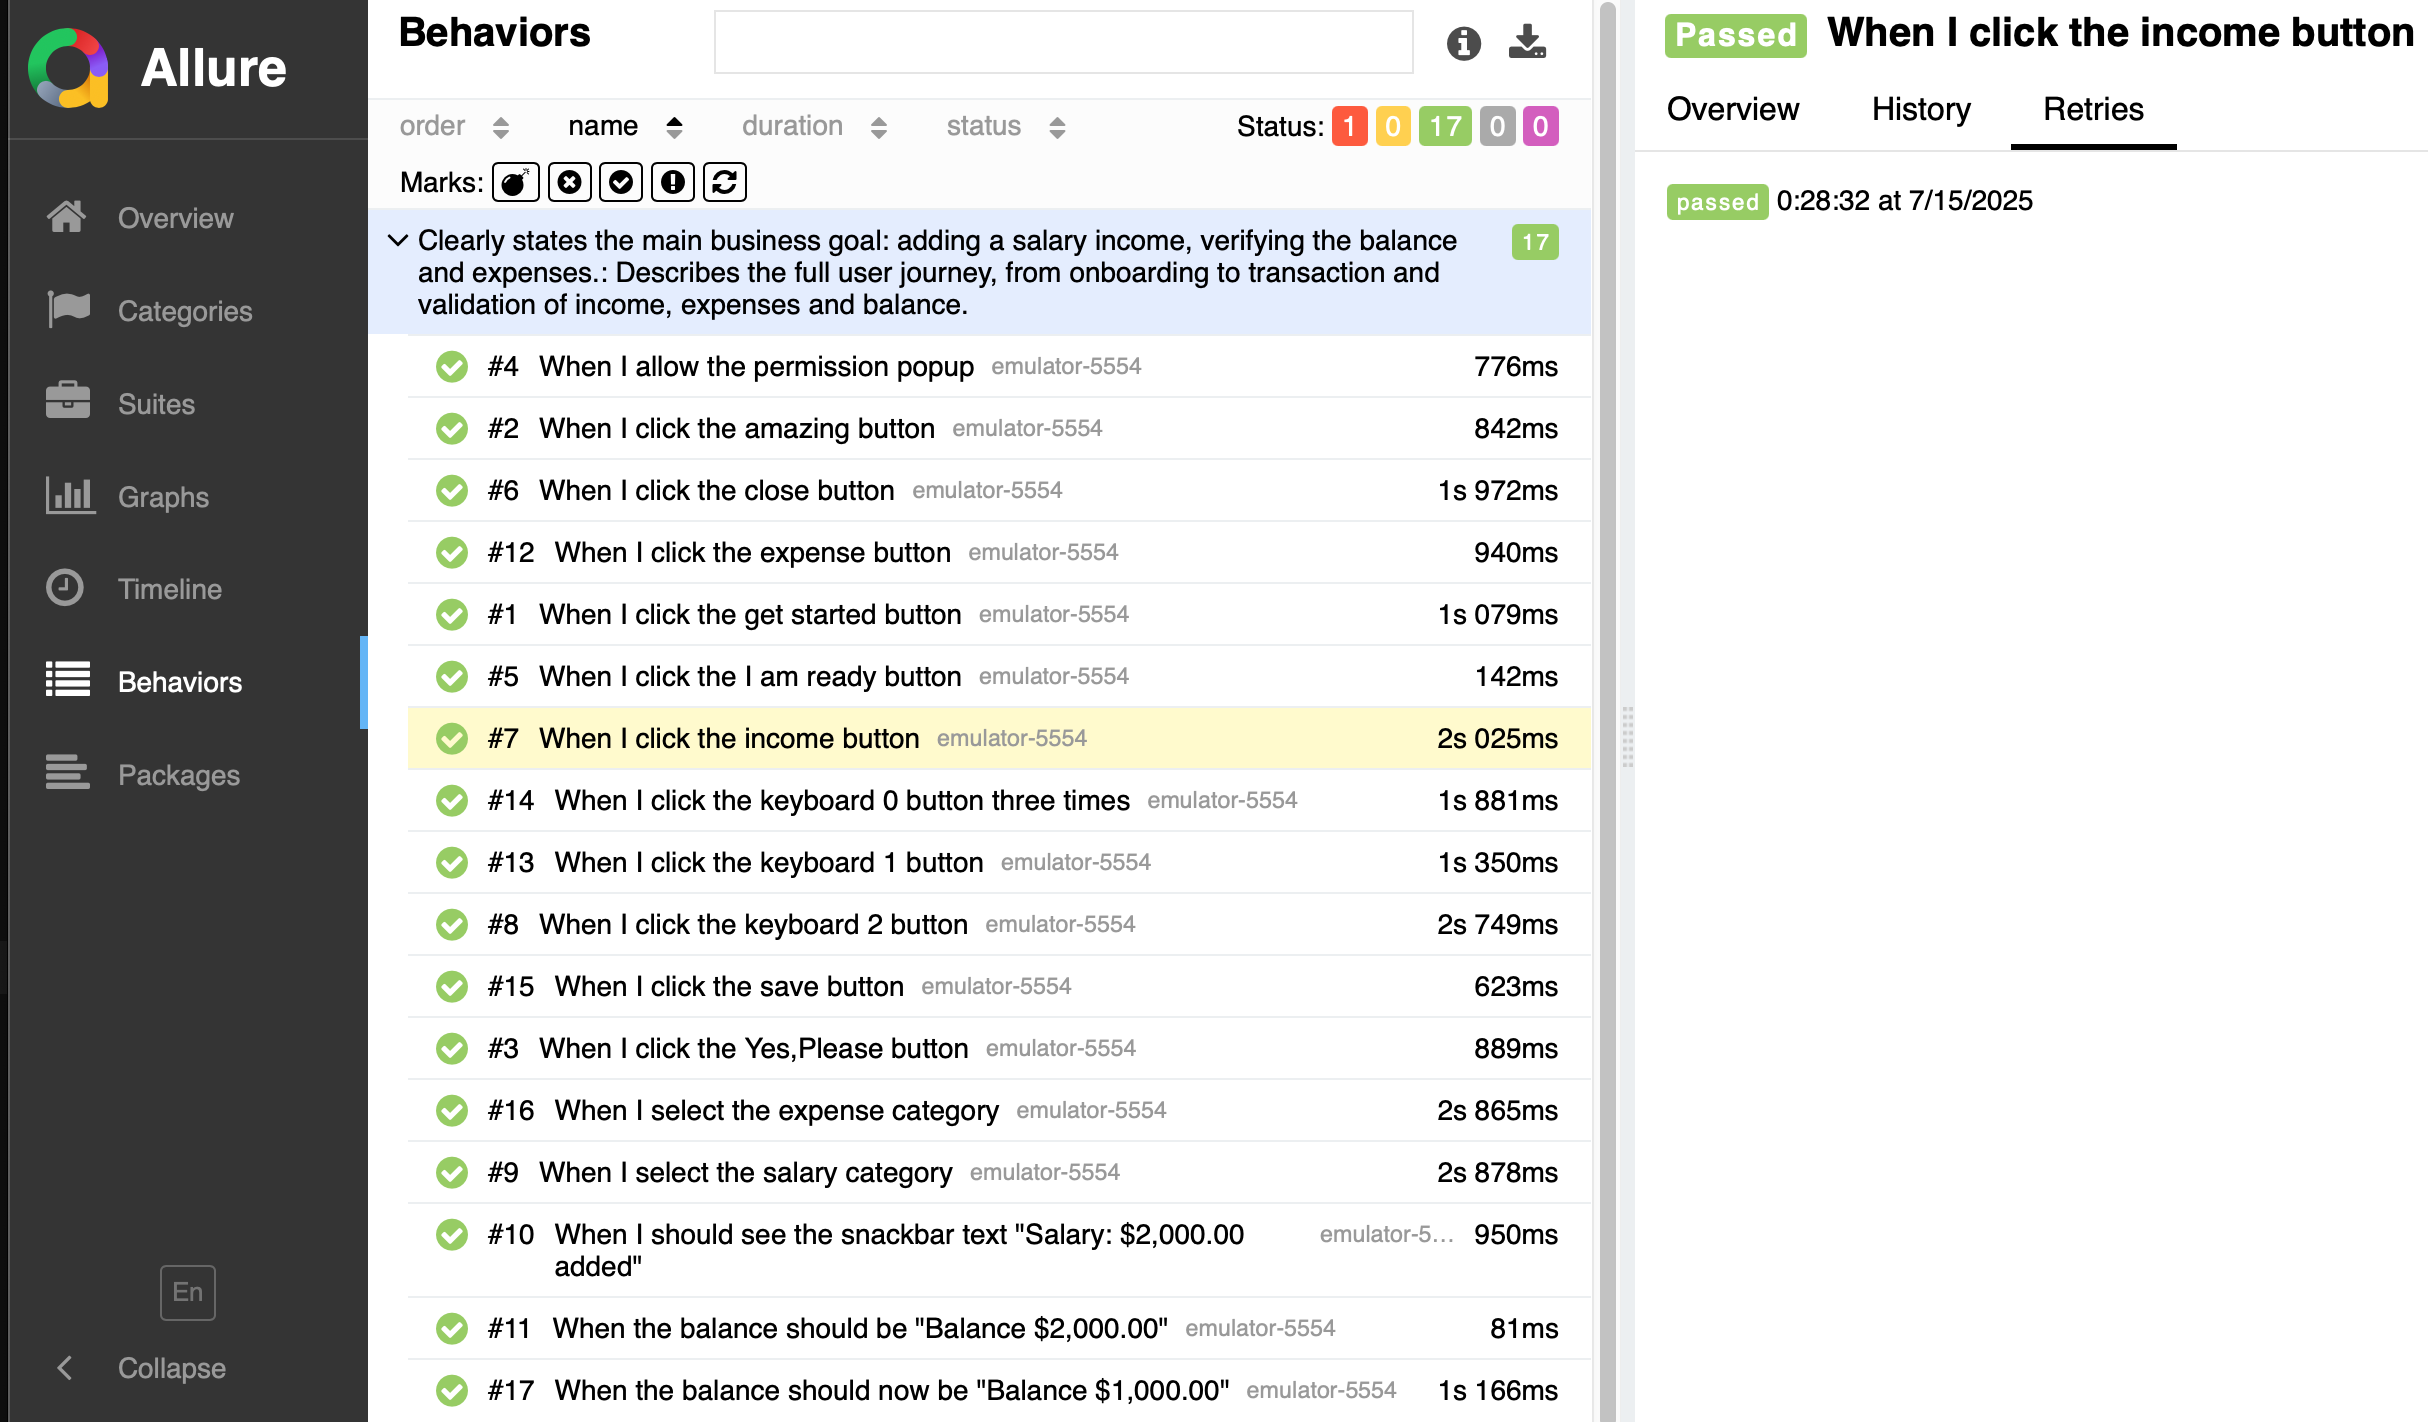 Allure
Overview
Categories
Suites
Graphs
Timeline
Behaviors
Packages
En
Collapse
Behaviors
order name duration status Status: 1 0 17 0 0
Marks:
Clearly states the main business goal: adding a salary income, verifying the balance 17
and expenses.: Describes the full user journey, from onboarding to transaction and
validation of income, expenses and balance.
#4 When I allow the permission popup emulator-5554 776ms
#2 When I click the amazing button emulator-5554 842ms
#6 When I click the close button emulator-5554 1s 972ms
#12 When I click the expense button emulator-5554 940ms
#1 When I click the get started button emulator-5554 1s 079ms
#5 When I click the I am ready button emulator-5554 142ms
#7 When I click the income button emulator-5554 2s 025ms
#14 When I click the keyboard 0 button three times emulator-5554 1s 881ms
#13 When I click the keyboard 1 button emulator-5554 1s 350ms
#8 When I click the keyboard 2 button emulator-5554 2s 749ms
#15 When I click the save button emulator-5554 623ms
#3 When I click the Yes,Please button emulator-5554 889ms
#16 When I select the expense category emulator-5554 2s 865ms
#9 When I select the salary category emulator-5554 2s 878ms
#10 When I should see the snackbar text "Salary: $2,000.00 emulator-5... 950ms
added"
#11 When the balance should be "Balance $2,000.00" emulator-5554 81ms
#17 When the balance should now be "Balance $1,000.00" emulator-5554 1s 166ms
Passed When I click the income button
Overview History Retries
passed 0:28:32 at 7/15/2025